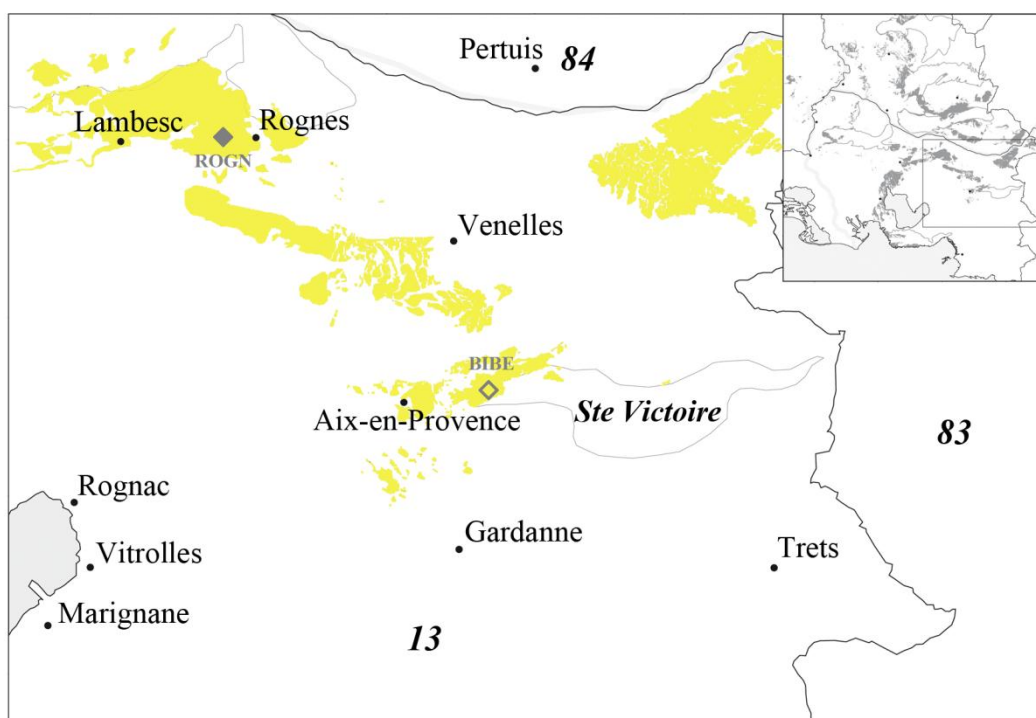 Pertuis
84
Lambesc
Rognes
ROGN
Venelles
BIBE
Aix-en-Provence
Ste Victoire
83
Rognac
Gardanne
Vitrolles
Trets
Marignane
13